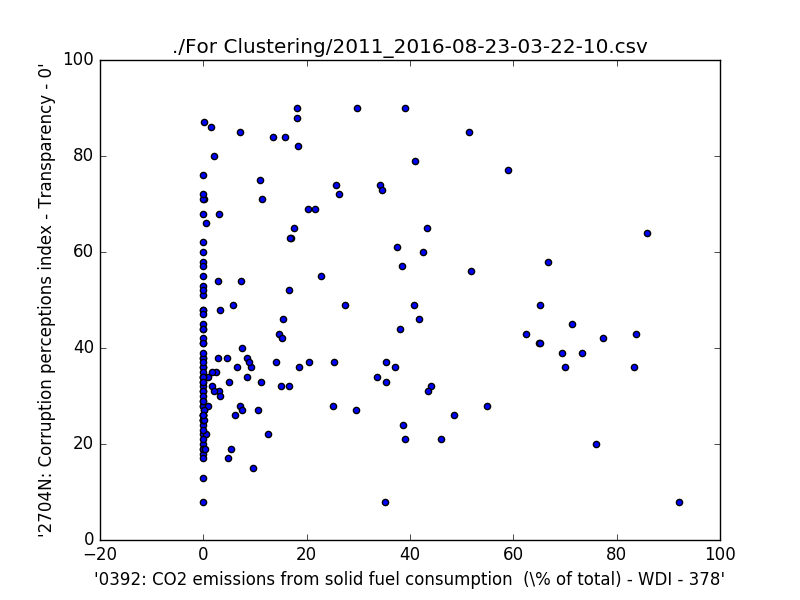 ./For Clustering/2011_2016-08-23-03-22-10.csv
'2704N: Corruption perceptions index - Transparency - 0'
100
80
60
40
20
0
−20 0 20 40 60 80 100
'0392: CO2 emissions from solid fuel consumption  (\% of total) - WDI - 378'